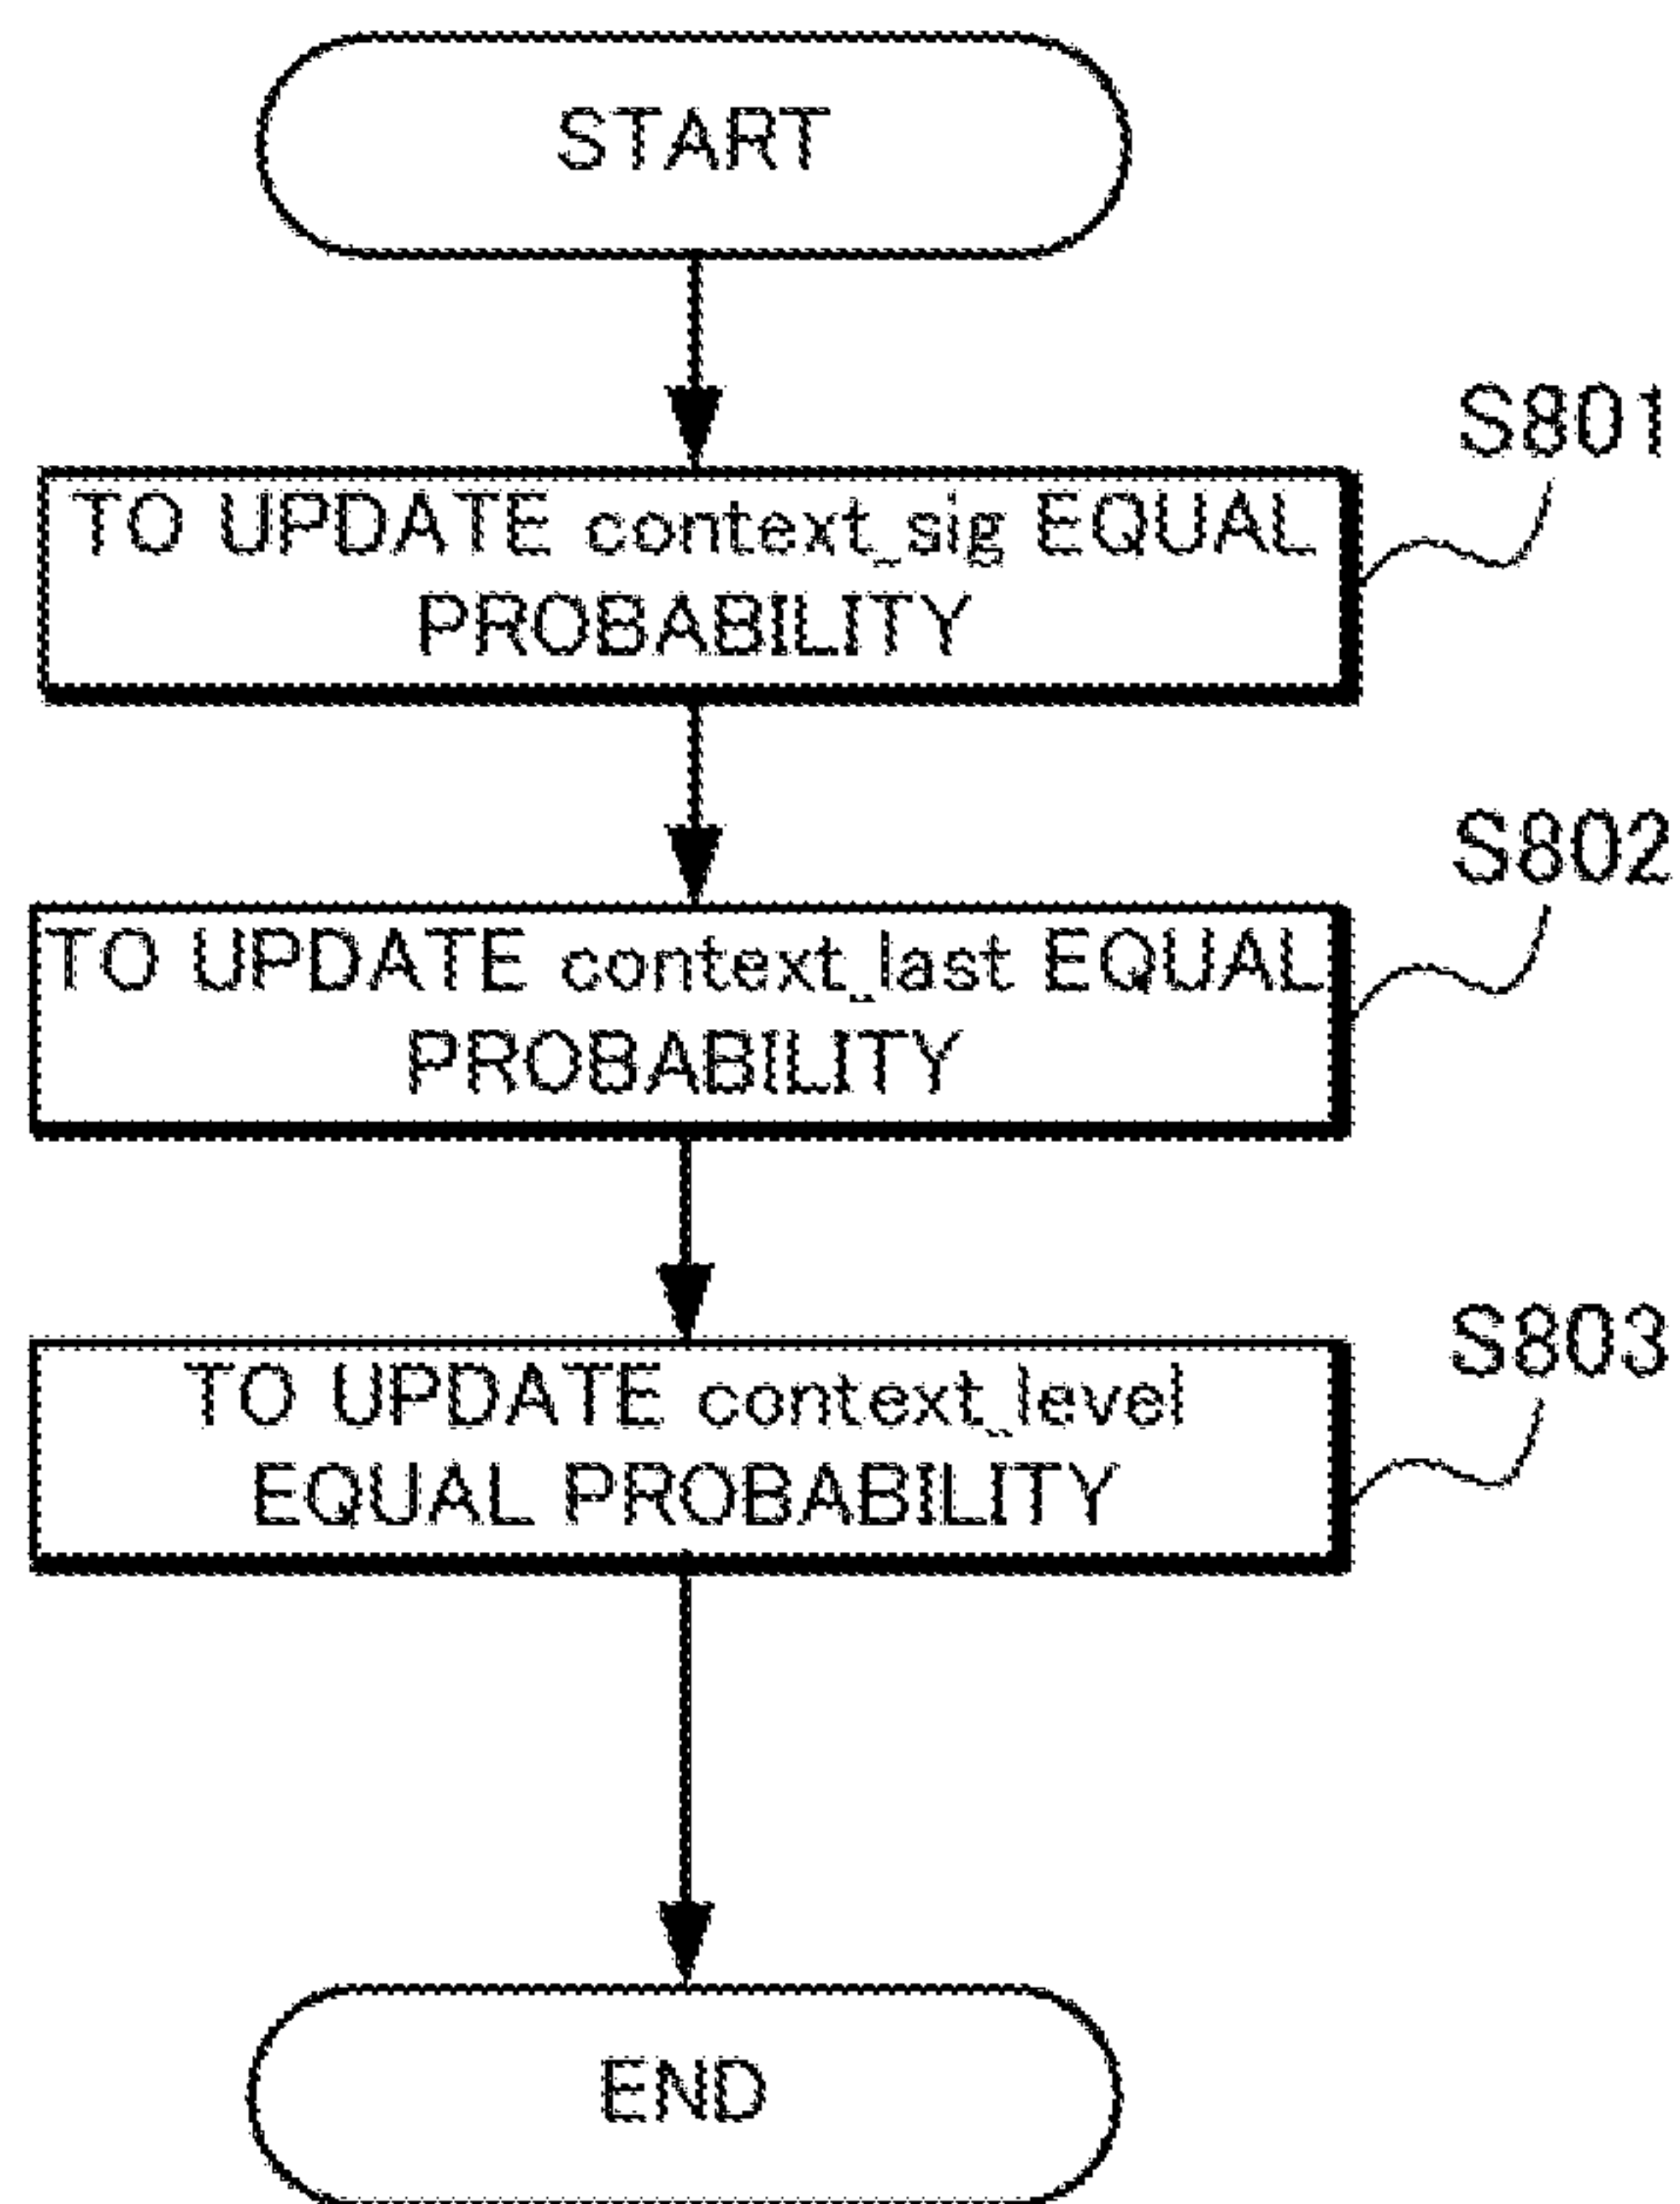 START
S801
TO UPDATE context_sig EQUAL
PROBABILITY
S802
TO UPDATE context_last EQUAL
PROBABILITY
S803
TO UPDATE context_level
EQUAL PROBABILITY
END